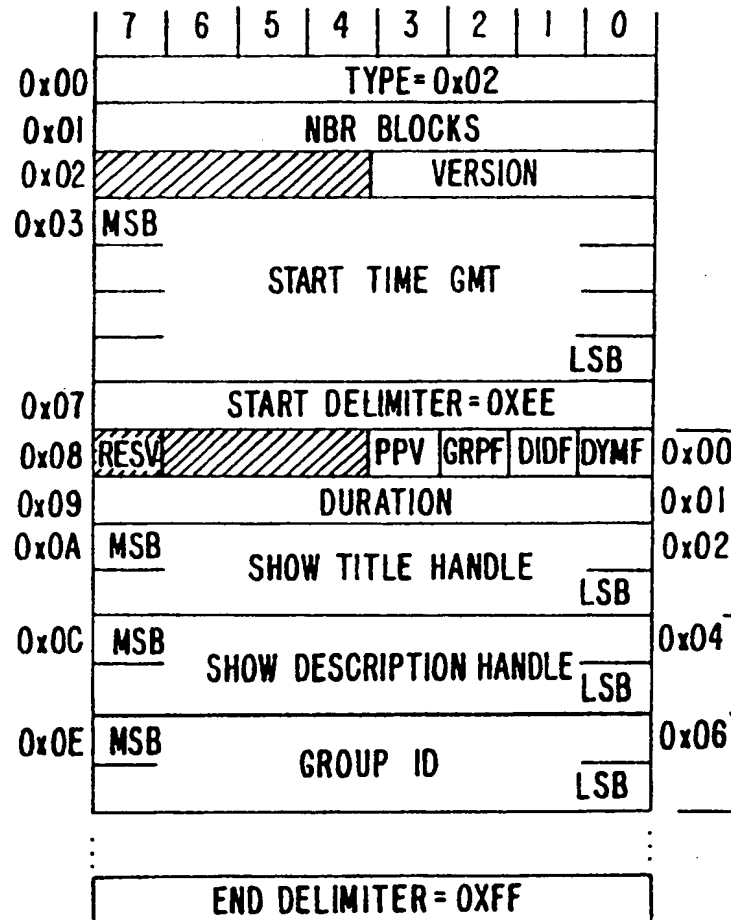 7 6 5 4 3 2 1 0
0x00 TYPE=0x02
0x01 NBR BLOCKS
0x02 VERSION
0x03 MSB
START TIME GMT
LSB
0x07 START DELIMITER=0XEE
0x08 RESV PPV GRPF DIDF DYMF 0x00
0x09 DURATION 0x01
0x0A MSB 0x02
SHOW TITLE HANDLE
LSB
0x0C MSB 0x04
SHOW DESCRIPTION HANDLE
LSB
0x0E MSB 0x06
GROUP ID
LSB
END DELIMITER=0XFF